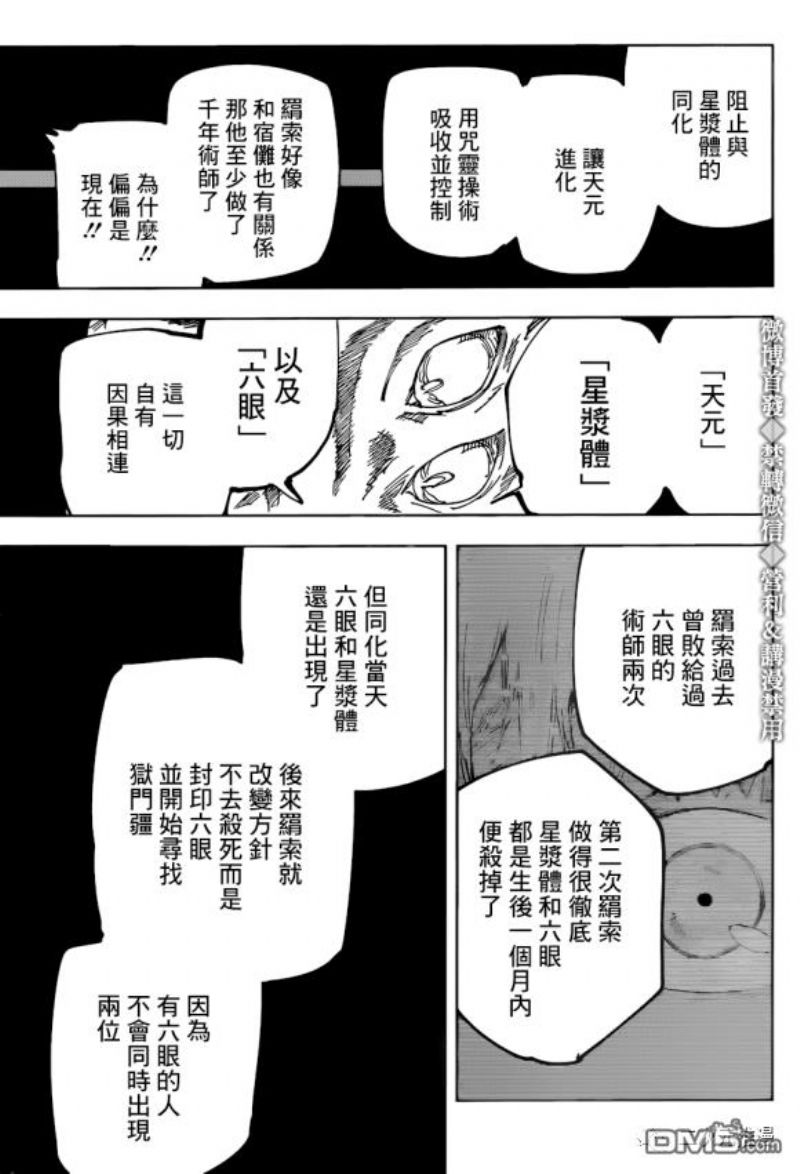 阻止與
星漿體的
同化
讓天元
進化
用咒靈操術
吸收並控制
羂索好像
和宿儺也有關係
那他至少做了
千年術師了
為什麼!!
偏偏是
現在!!
「天元」
「星漿體」
以及
「六眼」
這一切
自有
因果相連
羂索過去
曾敗給過
六眼的
術師兩次
第二次羂索
做得很徹底
星漿體和六眼
都是生後一個月內
便殺掉了
但同化當天
六眼和星漿體
還是出現了
後來羂索就
改變方針
不去殺死而是
封印六眼
並開始尋找
獄門疆
因為
有六眼的人
不會同時出現
兩位
微博首發◆禁轉微信◆營利&謙漫禁用